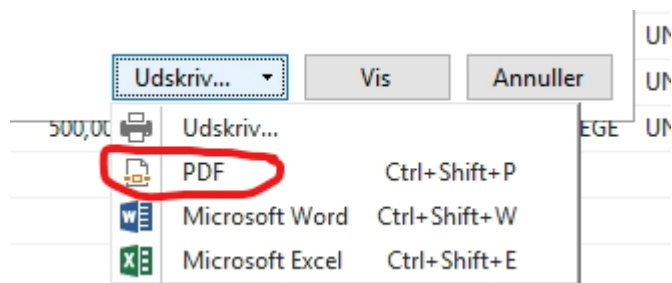 UN
Udskriv... Vis Annuller UN
500,00 Udskriv... EGE UN
PDF Ctrl+Shift+P
Microsoft Word Ctrl+Shift+W
Microsoft Excel Ctrl+Shift+E